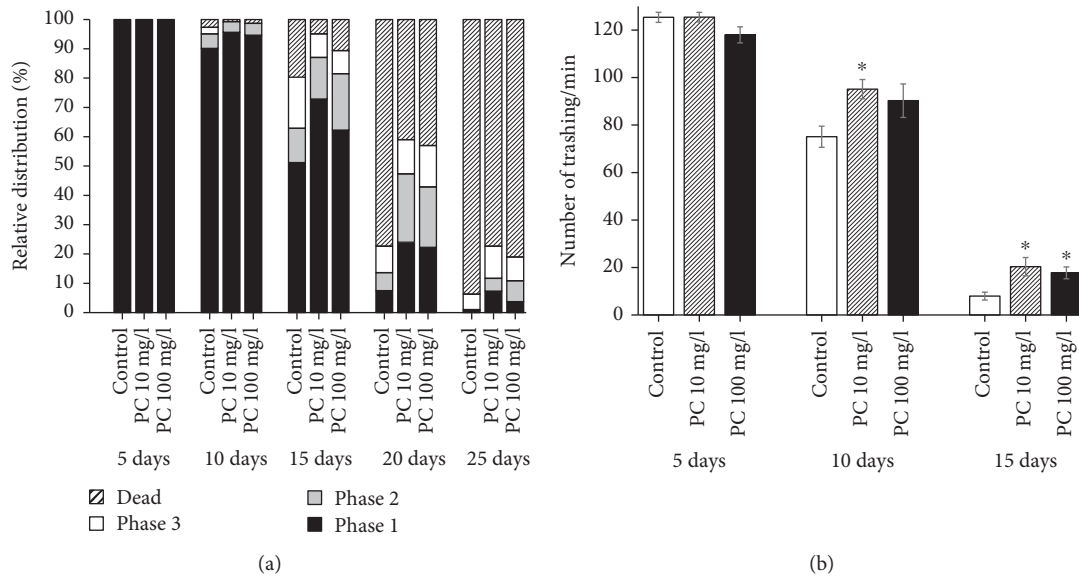 100
90
80
70
60
50
40
30
20
10
0
Relative distribution (%)
Control
PC 10 mg/l
PC 100 mg/l
Control
PC 10 mg/l
PC 100 mg/l
Control
PC 10 mg/l
PC 100 mg/l
Control
PC 10 mg/l
PC 100 mg/l
Control
PC 10 mg/l
PC 100 mg/l
5 days 10 days 15 days 20 days 25 days
Dead Phase 2
Phase 3 Phase 1
(a)
120
100
80
60
40
20
0
Number of trashing/min
*
* *
Control
PC 10 mg/l
PC 100 mg/l
Control
PC 10 mg/l
PC 100 mg/l
Control
PC 10 mg/l
PC 100 mg/l
5 days 10 days 15 days
(b)